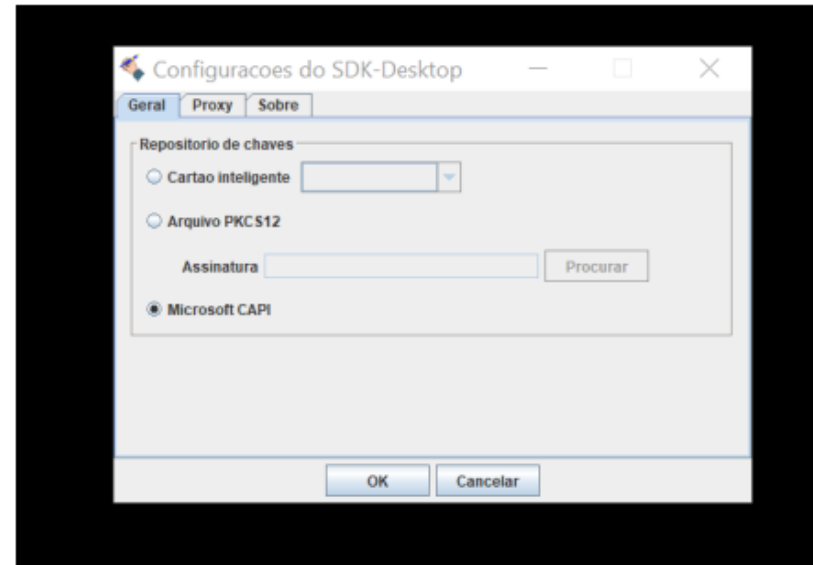 Configuracoes do SDK-Desktop
Geral Proxy Sobre
Repositorio de chaves
Cartao inteligente
Arquivo PKCS12
Assinatura Procurar
Microsoft CAPI
OK Cancelar